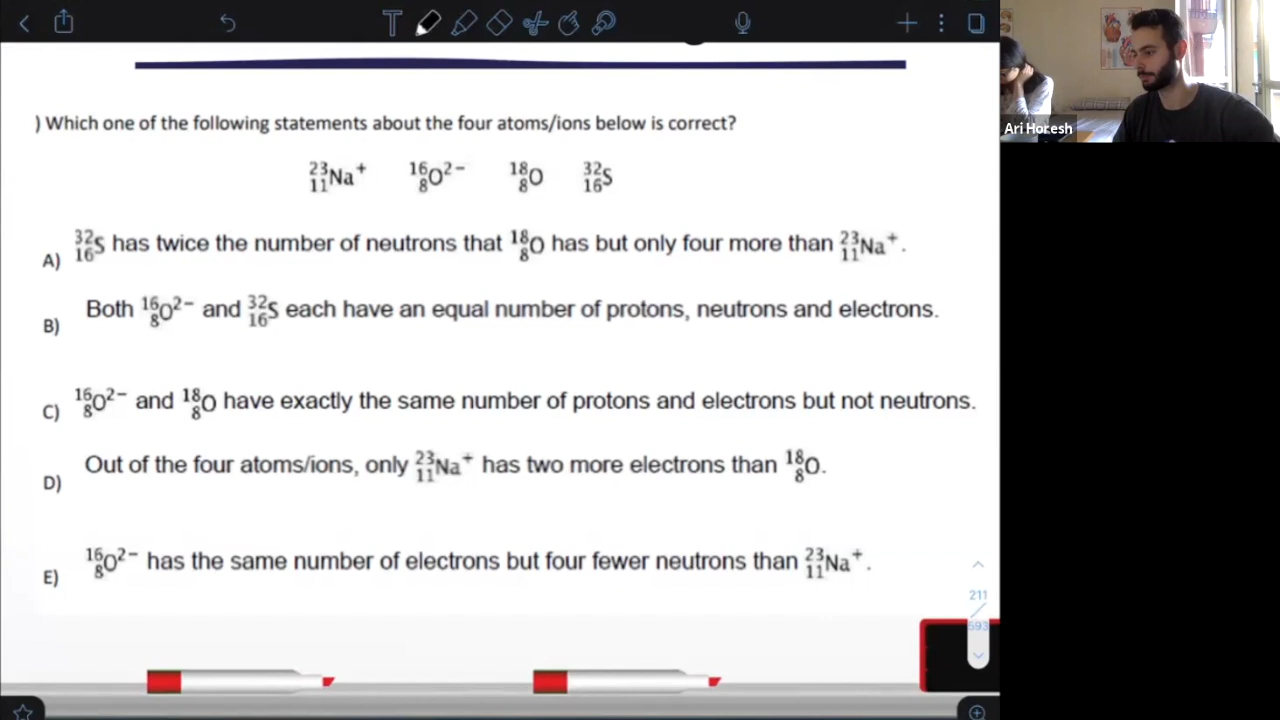 Ari Horesh
) Which one of the following statements about the four atoms/ions below is correct?
²³₁₁Na⁺ ¹⁶₈O²⁻ ¹⁸₈O ³²₁₆S
A) ³²₁₆S has twice the number of neutrons that ¹⁸₈O has but only four more than ²³₁₁Na⁺.
B) Both ¹⁶₈O²⁻ and ³²₁₆S each have an equal number of protons, neutrons and electrons.
C) ¹⁶₈O²⁻ and ¹⁸₈O have exactly the same number of protons and electrons but not neutrons.
D) Out of the four atoms/ions, only ²³₁₁Na⁺ has two more electrons than ¹⁸₈O.
E) ¹⁶₈O²⁻ has the same number of electrons but four fewer neutrons than ²³₁₁Na⁺.
211
593